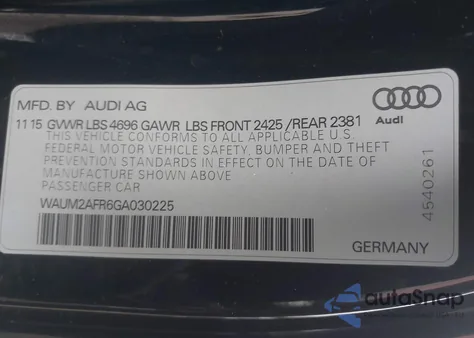 MFD. BY AUDI AG
Audi
11 15 GVWR LBS 4696 GAWR LBS FRONT 2425 /REAR 2381
THIS VEHICLE CONFORMS TO ALL APPLICABLE U.S.
FEDERAL MOTOR VEHICLE SAFETY, BUMPER AND THEFT
PREVENTION STANDARDS IN EFFECT ON THE DATE OF
MANUFACTURE SHOWN ABOVE
PASSENGER CAR
WAUM2AFR6GA030225
4540261
GERMANY
autoSnap